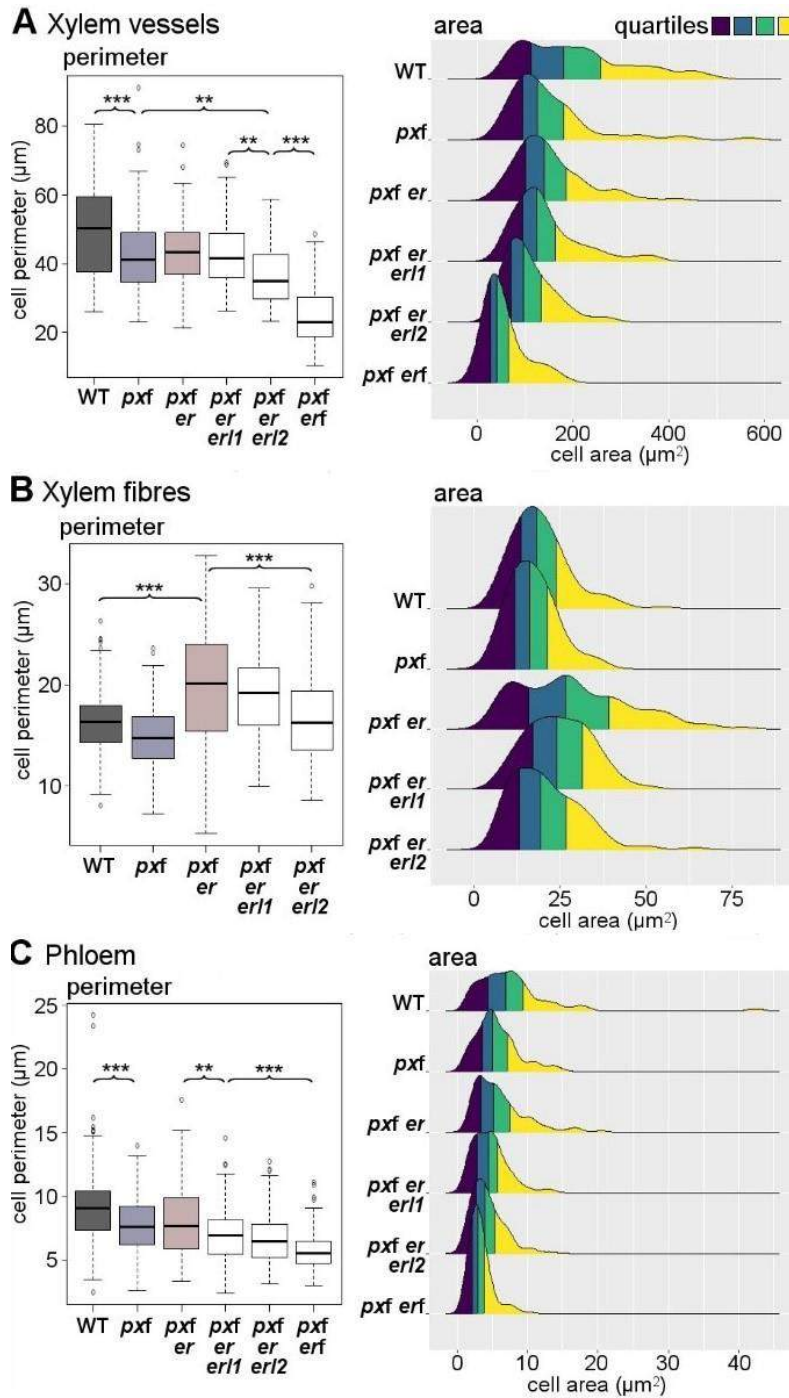 A Xylem vessels
perimeter
cell perimeter (µm)
80
60
40
20
***
**
**
***
WT
pxf
pxf er
pxf er erl1
pxf er erl2
pxf erf
area
quartiles
WT
pxf
pxf er
pxf er erl1
pxf er erl2
pxf erf
0 200 400 600
cell area (µm²)
B Xylem fibres
perimeter
cell perimeter (µm)
30
20
10
***
***
WT
pxf
pxf er
pxf er erl1
pxf er erl2
area
WT
pxf
pxf er
pxf er erl1
pxf er erl2
0 25 50 75
cell area (µm²)
C Phloem
perimeter
cell perimeter (µm)
25
20
15
10
5
***
**
***
WT
pxf
pxf er
pxf er erl1
pxf er erl2
pxf erf
area
WT
pxf
pxf er
pxf er erl1
pxf er erl2
pxf erf
0 10 20 30 40
cell area (µm²)